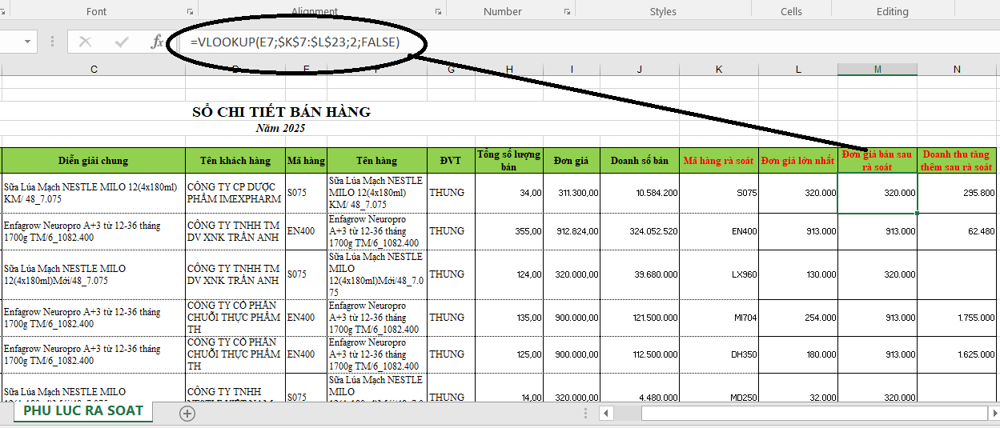 Font
Alignment
Number
Styles
Cells
Editing
fx
=VLOOKUP(E7;$K$7:$L$23;2;FALSE)
C D E F G H I J K L M N
SỔ CHI TIẾT BÁN HÀNG
Năm 2025
Diễn giải chung
Tên khách hàng
Mã hàng
Tên hàng
ĐVT
Tổng số lượng
bán
Đơn giá
Doanh số bán
Mã hàng rà soát
Đơn giá lớn nhất
Đơn giá bán sau
rà soát
Doanh thu tăng
thêm sau rà soát
Sữa Lúa Mạch NESTLE MILO 12(4x180ml)
KM/ 48_7.075
CÔNG TY CP DƯỢC
PHẨM IMEXPHARM
S075
Sữa Lúa Mạch NESTLE
MILO 12(4x180ml)
KM/ 48_7.075
THUNG
34,00
311.300,00
10.584.200
S075
320.000
320.000
295.800
Enfagrow Neuropro A+3 từ 12-36 tháng
1700g TM/6_1082.400
CÔNG TY TNHH TM
DV XNK TRẦN ANH
EN400
Enfagrow Neuropro
A+3 từ 12-36 tháng
1700g TM/6_1082.400
THUNG
355,00
912.824,00
324.052.520
EN400
913.000
913.000
62.480
Sữa Lúa Mạch NESTLE MILO
12(4x180ml)Mới/48_7.075
CÔNG TY TNHH TM
DV XNK TRẦN ANH
S075
Sữa Lúa Mạch NESTLE
MILO
12(4x180ml)Mới/48_7.0
75
THUNG
124,00
320.000,00
39.680.000
LX960
130.000
320.000
Enfagrow Neuropro A+3 từ 12-36 tháng
1700g TM/6_1082.400
CÔNG TY CỔ PHẦN
CHUỖI THỰC PHẨM
TH
EN400
Enfagrow Neuropro
A+3 từ 12-36 tháng
1700g TM/6_1082.400
THUNG
135,00
900.000,00
121.500.000
MI704
254.000
913.000
1.755.000
Enfagrow Neuropro A+3 từ 12-36 tháng
1700g TM/6_1082.400
CÔNG TY CỔ PHẦN
CHUỖI THỰC PHẨM
TH
EN400
Enfagrow Neuropro
A+3 từ 12-36 tháng
1700g TM/6_1082.400
THUNG
125,00
900.000,00
112.500.000
DH350
180.000
913.000
1.625.000
Sữa Lúa Mạch NESTLE MILO
CÔNG TY TNHH
S075
Sữa Lúa Mạch NESTLE
MILO
THUNG
14,00
320.000,00
4.480.000
MD250
32.000
320.000
PHU LUC RA SOAT